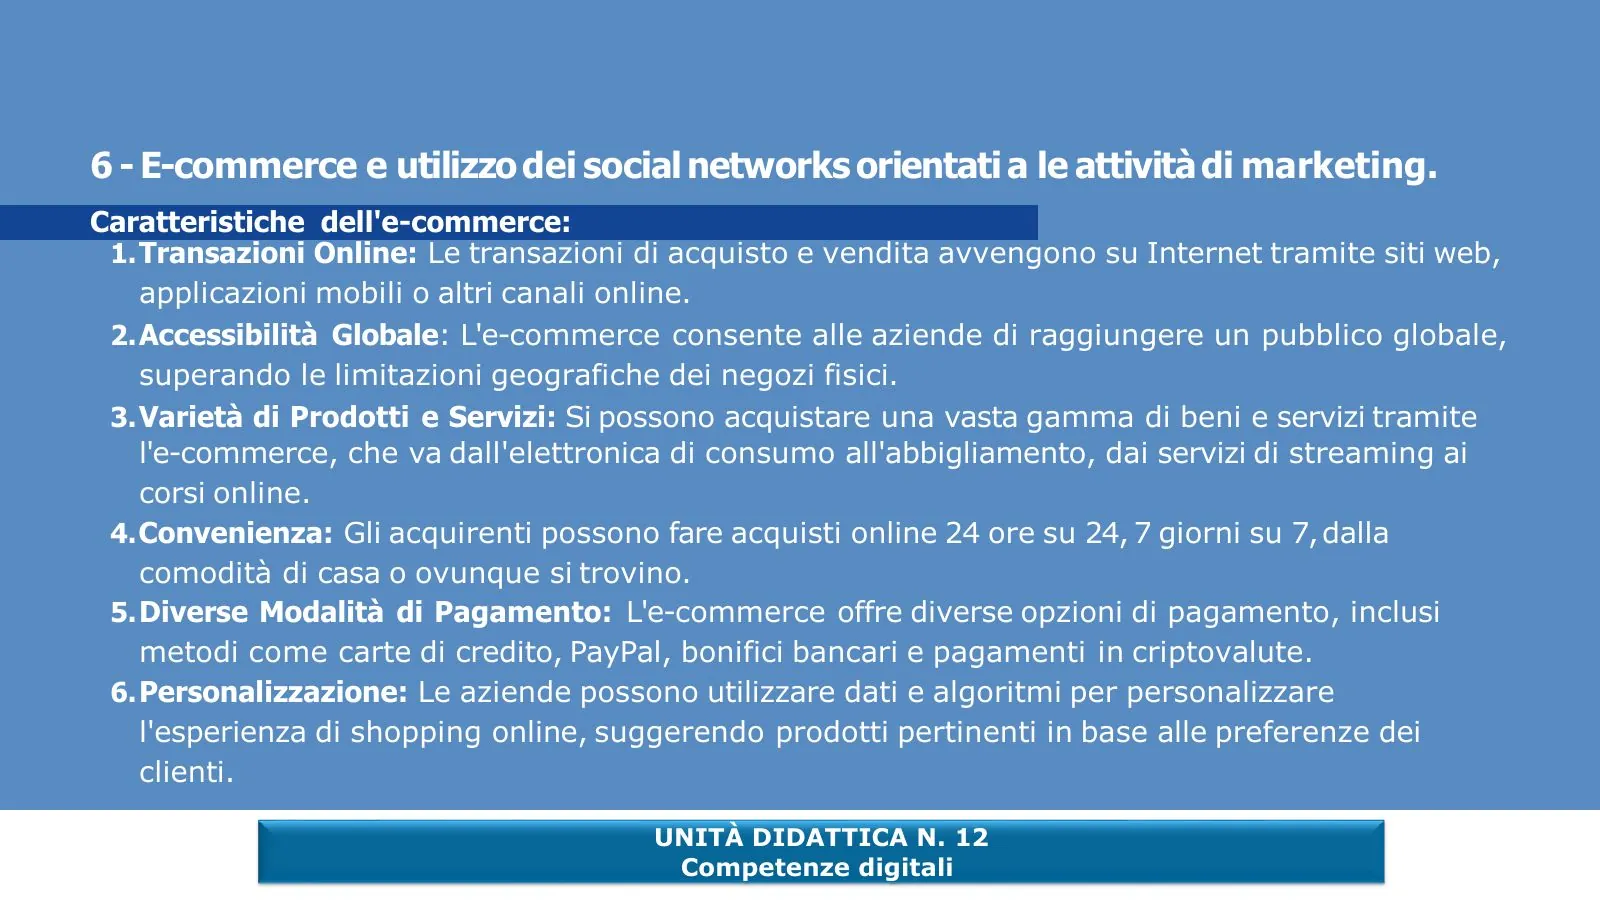 6 - E-commerce e utilizzo dei social networks orientati a le attività di marketing.
Caratteristiche dell'e-commerce:
1. Transazioni Online: Le transazioni di acquisto e vendita avvengono su Internet tramite siti web,
applicazioni mobili o altri canali online.
2. Accessibilità Globale: L'e-commerce consente alle aziende di raggiungere un pubblico globale,
superando le limitazioni geografiche dei negozi fisici.
3. Varietà di Prodotti e Servizi: Si possono acquistare una vasta gamma di beni e servizi tramite
l'e-commerce, che va dall'elettronica di consumo all'abbigliamento, dai servizi di streaming ai
corsi online.
4. Convenienza: Gli acquirenti possono fare acquisti online 24 ore su 24, 7 giorni su 7, dalla
comodità di casa o ovunque si trovino.
5. Diverse Modalità di Pagamento: L'e-commerce offre diverse opzioni di pagamento, inclusi
metodi come carte di credito, PayPal, bonifici bancari e pagamenti in criptovalute.
6. Personalizzazione: Le aziende possono utilizzare dati e algoritmi per personalizzare
l'esperienza di shopping online, suggerendo prodotti pertinenti in base alle preferenze dei
clienti.
UNITÀ DIDATTICA N. 12
Competenze digitali